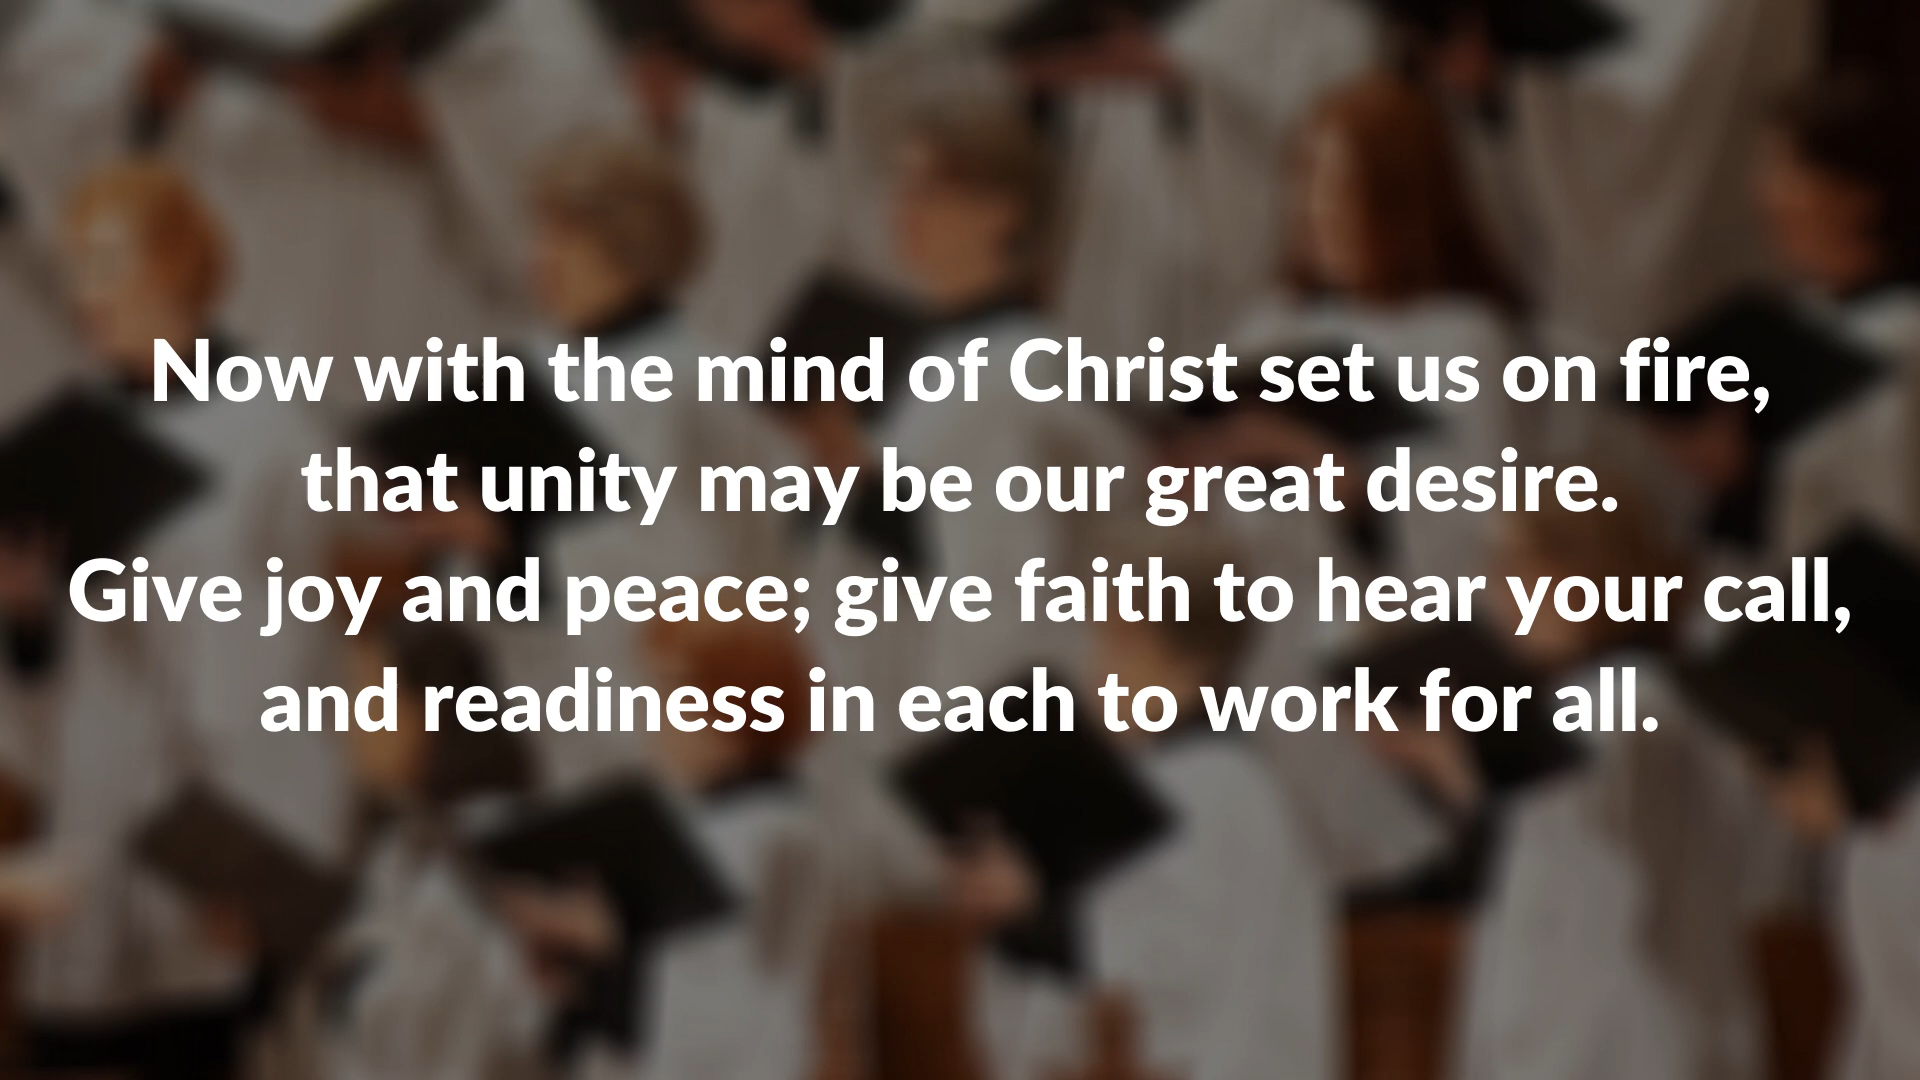 Now with the mind of Christ set us on fire,
that unity may be our great desire.
Give joy and peace; give faith to hear your call,
and readiness in each to work for all.